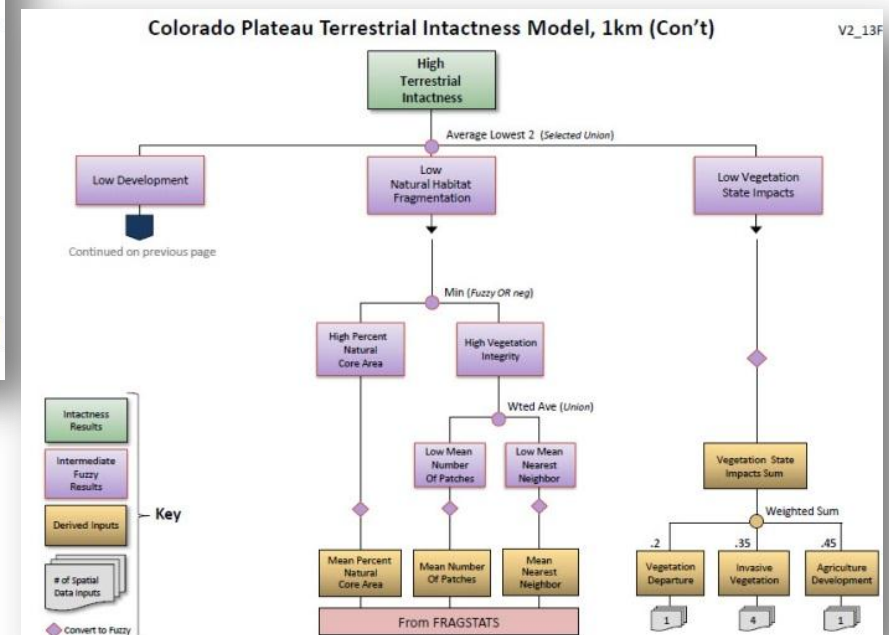 Colorado Plateau Terrestrial Intactness Model, 1km (Con't)
V2_13F
High
Terrestrial
Intactness
Average Lowest 2 (Selected Union)
Low Development
Low
Natural Habitat
Fragmentation
Low Vegetation
State Impacts
Continued on previous page
Min (Fuzzy OR neg)
High Percent
Natural
Core Area
High Vegetation
Integrity
Wted Ave (Union)
Low Mean
Number
Of Patches
Low Mean
Nearest
Neighbor
Vegetation State
Impacts Sum
Weighted Sum
.2
.35
.45
Mean Percent
Natural
Core Area
Mean Number
Of Patches
Mean
Nearest
Neighbor
Vegetation
Departure
Invasive
Vegetation
Agriculture
Development
From FRAGSTATS
1
4
1
Intactness
Results
Intermediate
Fuzzy
Results
Derived Inputs
# of Spatial
Data Inputs
Key
Convert to Fuzzy